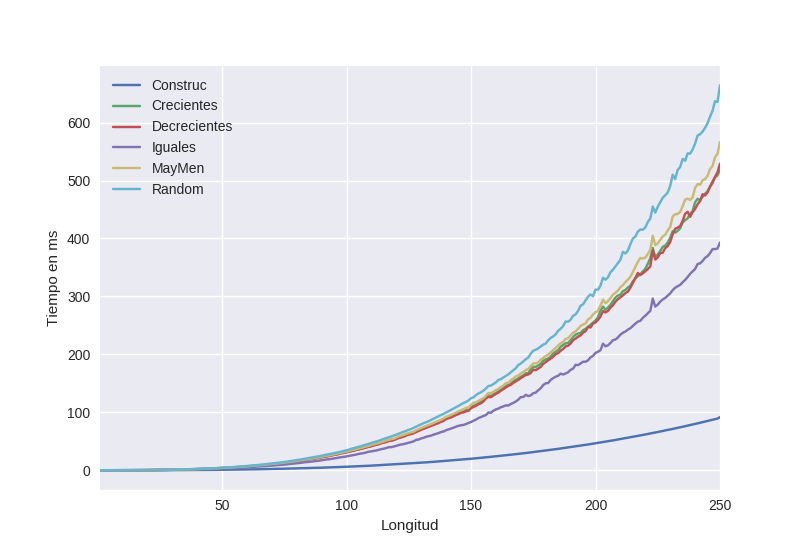 Construc
Crecientes
Decrecientes
Iguales
MayMen
Random
600
500
400
300
200
100
0
Tiempo en ms
50
100
150
200
250
Longitud